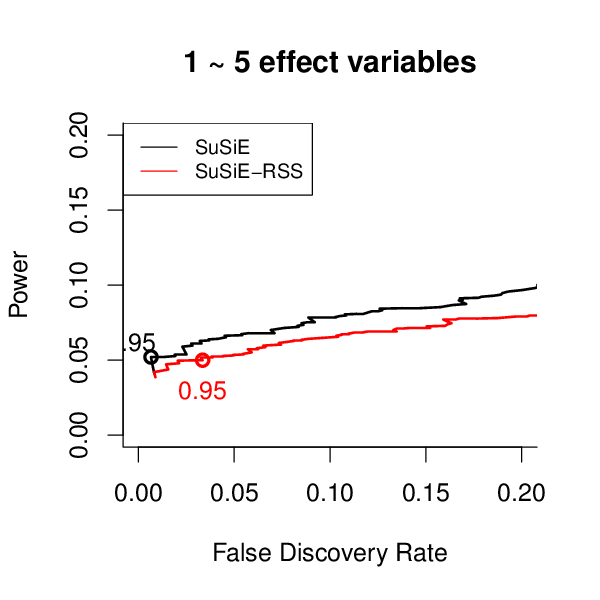 1 ~ 5 effect variables
SuSiE
SuSiE−RSS
Power
0.20
0.15
0.10
0.05
0.00
.95
0.95
0.00 0.05 0.10 0.15 0.20
False Discovery Rate